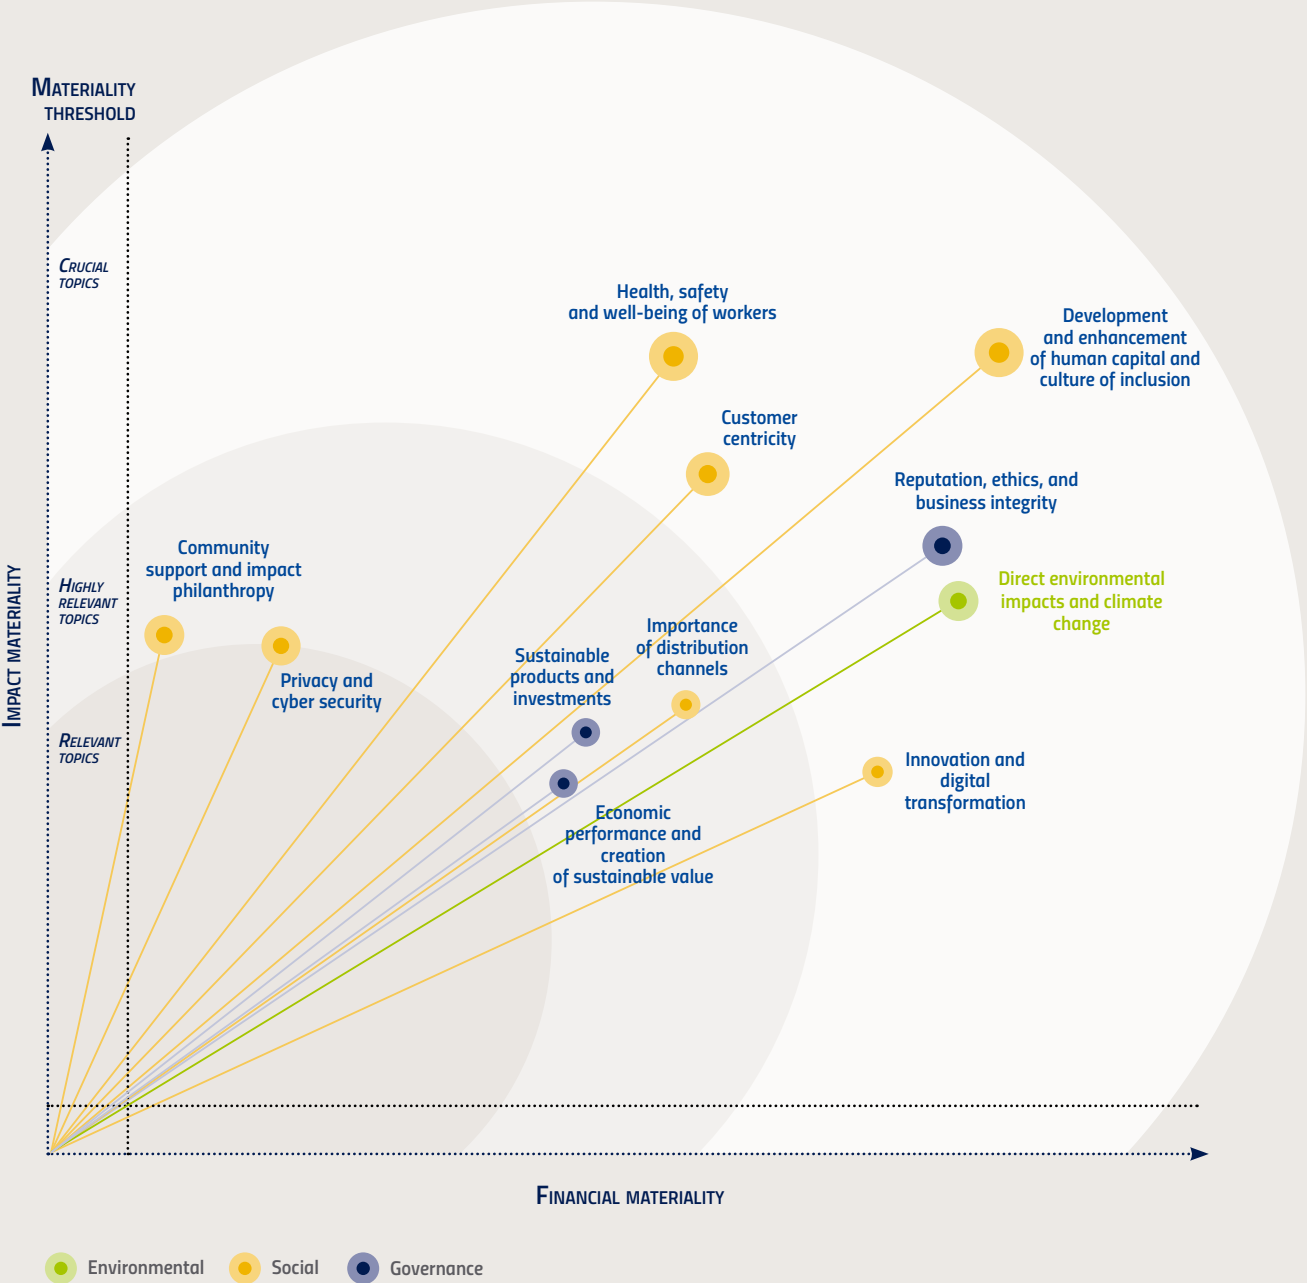 Materiality
threshold
Crucial
topics
Health, safety
and well-being of workers
Development
and enhancement
of human capital and
culture of inclusion
Customer
centricity
Reputation, ethics, and
business integrity
Community
support and impact
philanthropy
Highly
relevant
topics
Direct environmental
impacts and climate
change
Importance
of distribution
channels
Sustainable
products and
investments
Privacy and
cyber security
Relevant
topics
Innovation and
digital
transformation
Economic
performance and
creation
of sustainable value
Impact materiality
Financial materiality
Environmental
Social
Governance